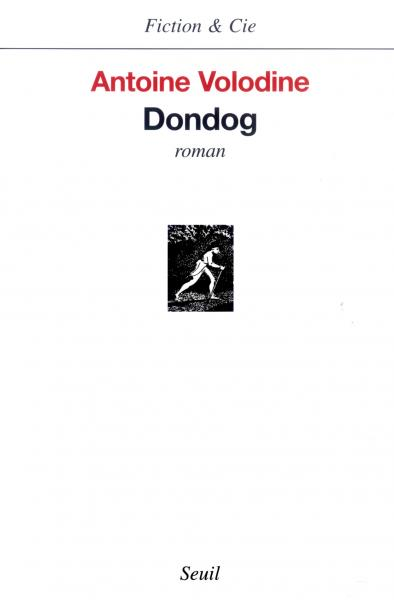 Fiction & Cie
Antoine Volodine
Dondog
roman
Seuil